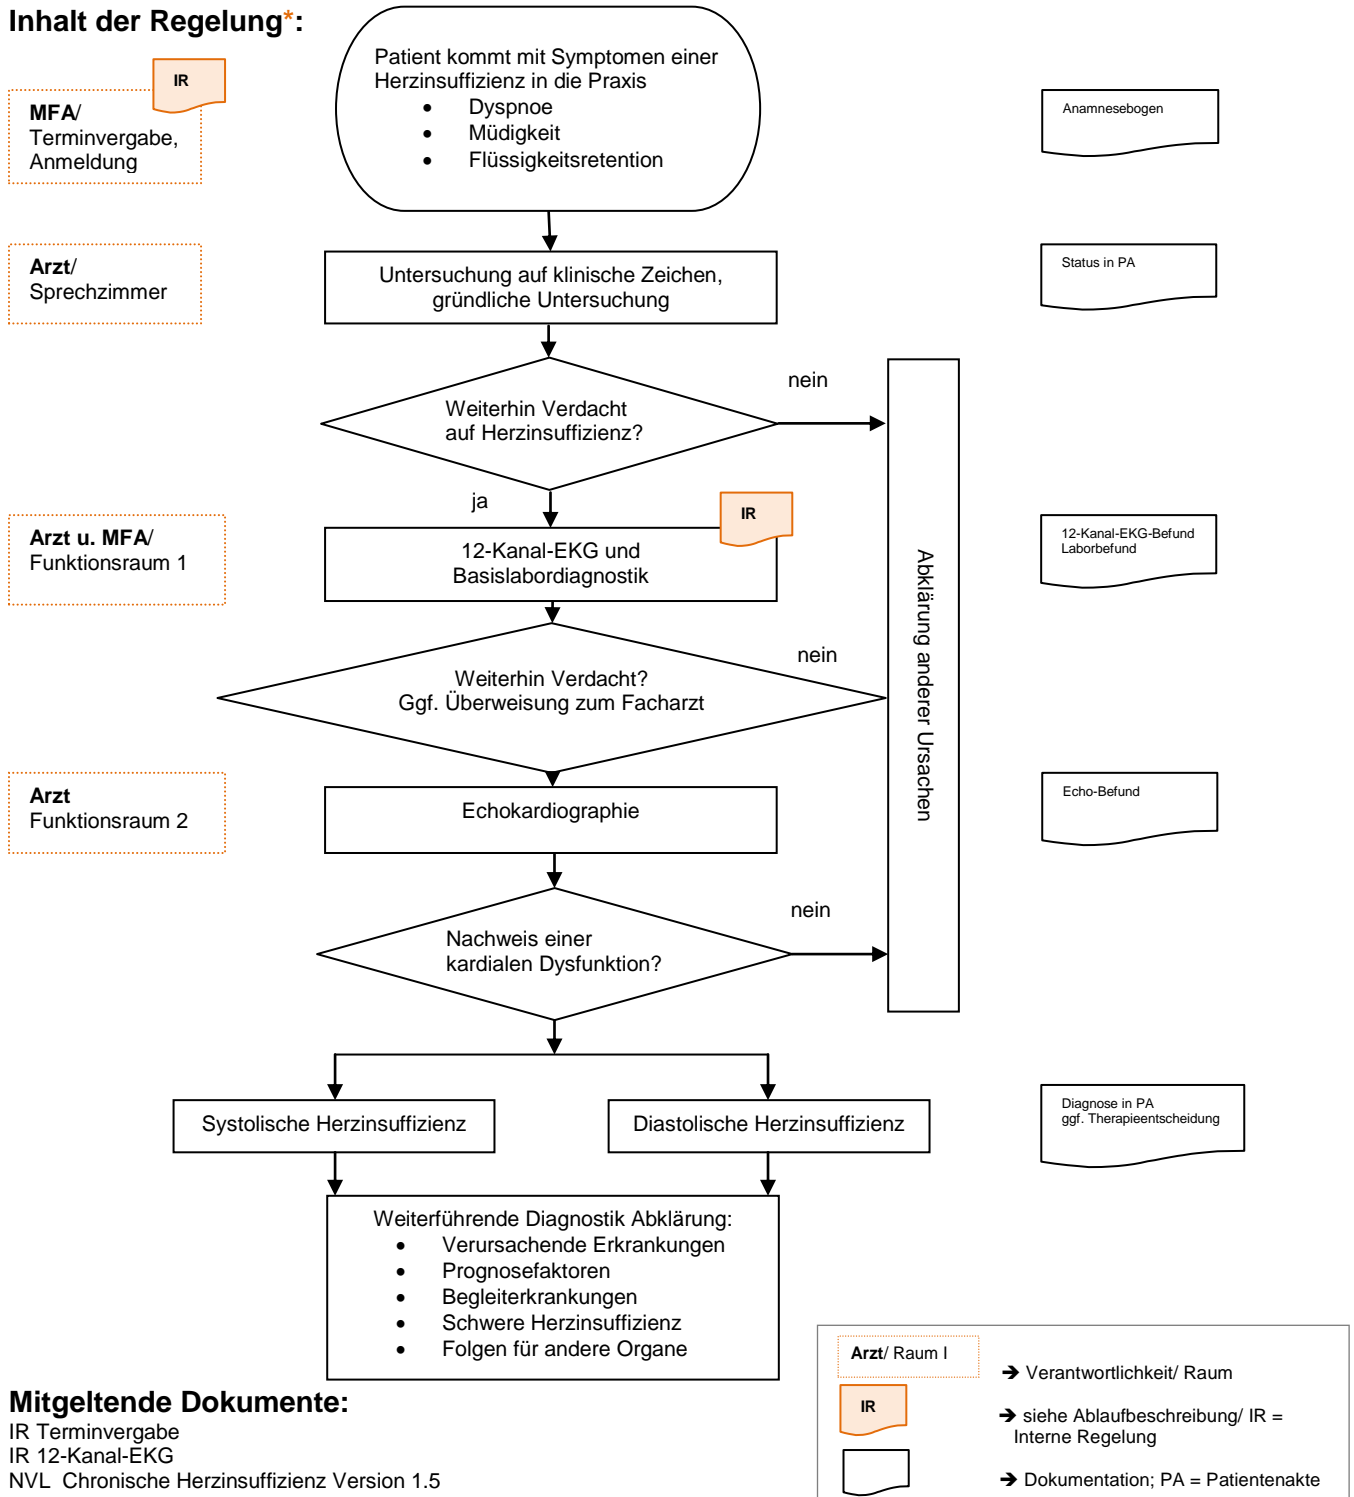 Inhalt der Regelung*:
Patient kommt mit Symptomen einer
Herzinsuffizienz in die Praxis
• Dyspnoe
• Müdigkeit
• Flüssigkeitsretention
IR
MFA/
Terminvergabe,
Anmeldung
Anamnesebogen
Arzt/
Sprechzimmer
Untersuchung auf klinische Zeichen,
gründliche Untersuchung
Status in PA
Weiterhin Verdacht
auf Herzinsuffizienz?
nein
ja
Arzt u. MFA/
Funktionsraum 1
IR
12-Kanal-EKG und
Basislabordiagnostik
12-Kanal-EKG-Befund
Laborbefund
Abklärung anderer Ursachen
Weiterhin Verdacht?
Ggf. Überweisung zum Facharzt
nein
Arzt
Funktionsraum 2
Echokardiographie
Echo-Befund
Nachweis einer
kardialen Dysfunktion?
nein
Systolische Herzinsuffizienz
Diastolische Herzinsuffizienz
Diagnose in PA
ggf. Therapieentscheidung
Weiterführende Diagnostik Abklärung:
• Verursachende Erkrankungen
• Prognosefaktoren
• Begleiterkrankungen
• Schwere Herzinsuffizienz
• Folgen für andere Organe
Mitgeltende Dokumente:
IR Terminvergabe
IR 12-Kanal-EKG
NVL Chronische Herzinsuffizienz Version 1.5
Arzt/ Raum I
➔ Verantwortlichkeit/ Raum
IR
➔ siehe Ablaufbeschreibung/ IR =
Interne Regelung
➔ Dokumentation; PA = Patientenakte